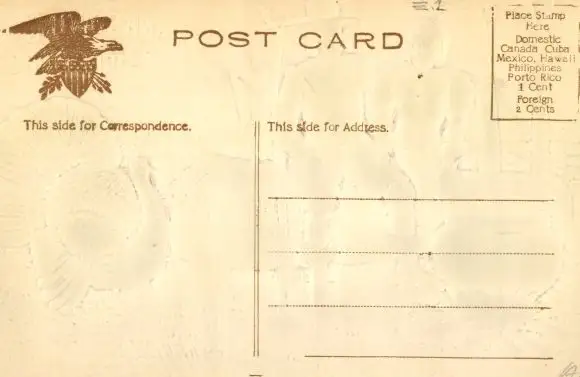 POST CARD
Place Stamp
Here
Domestic
Canada Cuba
Mexico, Hawaii
Philippines
Porto Rico
1 Cent
Foreign
2 Cents
This side for Correspondence.
This side for Address.